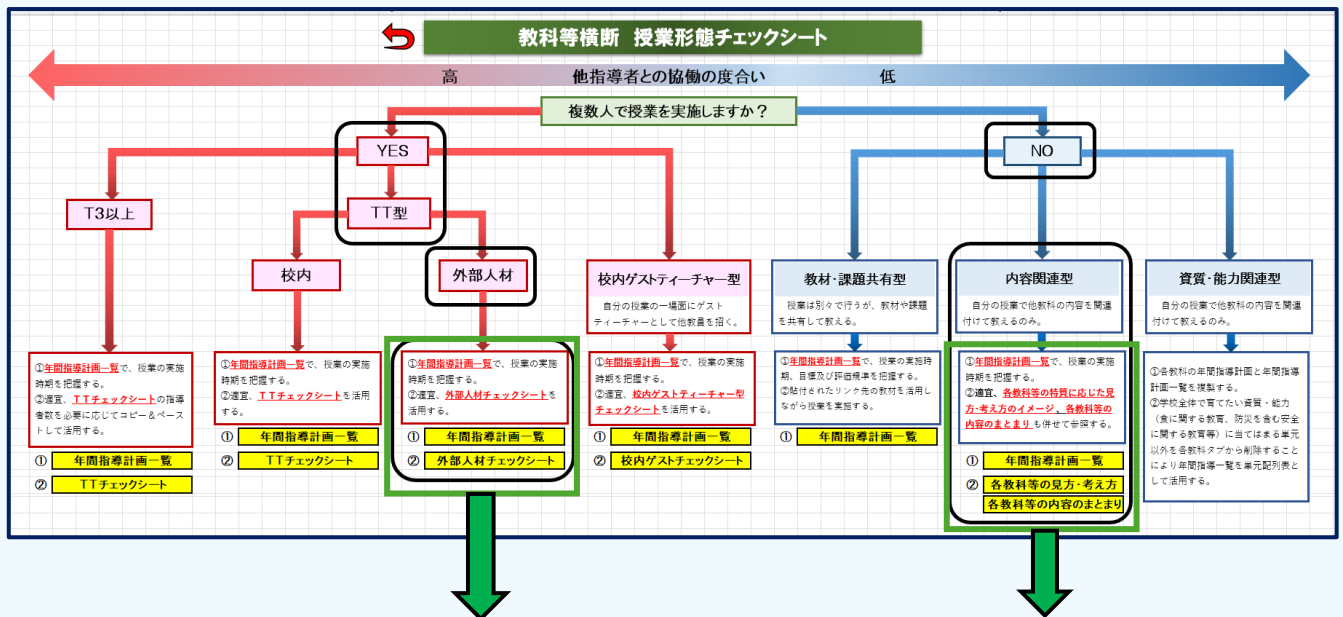 教科等横断 授業形態チェックシート
高 他指導者との協働の度合い 低
複数人で授業を実施しますか？
YES
NO
T3以上
TT型
校内
外部人材
校内ゲストティーチャー型
自分の授業の一場面にゲスト
ティーチャーとして他教員を招く。
教材・課題共有型
授業は別々で行うが、教材や課題
を共有して教える。
内容関連型
自分の授業で他教科の内容を関連
付けて教えるのみ。
資質・能力関連型
自分の授業で他教科の内容を関連
付けて教えるのみ。
①年間指導計画一覧で、授業の実施
時期を把握する。
②適宜、TTチェックシートの指導
者数を必要に応じてコピー＆ペース
トして活用する。
① 年間指導計画一覧
② TTチェックシート
①年間指導計画一覧で、授業の実施
時期を把握する。
②適宜、TTチェックシートを活用
する。
① 年間指導計画一覧
② TTチェックシート
①年間指導計画一覧で、授業の実施
時期を把握する。
②適宜、外部人材チェックシートを
活用する。
① 年間指導計画一覧
② 外部人材チェックシート
①年間指導計画一覧で、授業の実施
時期を把握する。
②適宜、校内ゲストティーチャー型
チェックシートを活用する。
① 年間指導計画一覧
② 校内ゲストチェックシート
①年間指導計画一覧で、授業の実施時
期、目標及び評価規準を把握する。
②貼付されたリンク先の教材を活用し
ながら授業を実施する。
① 年間指導計画一覧
①年間指導計画一覧で、授業の実施
時期を把握する。
②適宜、各教科等の特質に応じた見
方・考え方のイメージ、各教科等の
内容のまとまりも併せて参照する。
① 年間指導計画一覧
② 各教科等の見方・考え方
各教科等の内容のまとまり
①各教科の年間指導計画と年間指導
計画一覧を複製する。
②学校全体で育てたい資質・能力
（食に関する教育、防災を含む安全
に関する教育等）に当てはまる単元
以外を各教科タブから削除すること
により年間指導一覧を単元配列表と
して活用する。